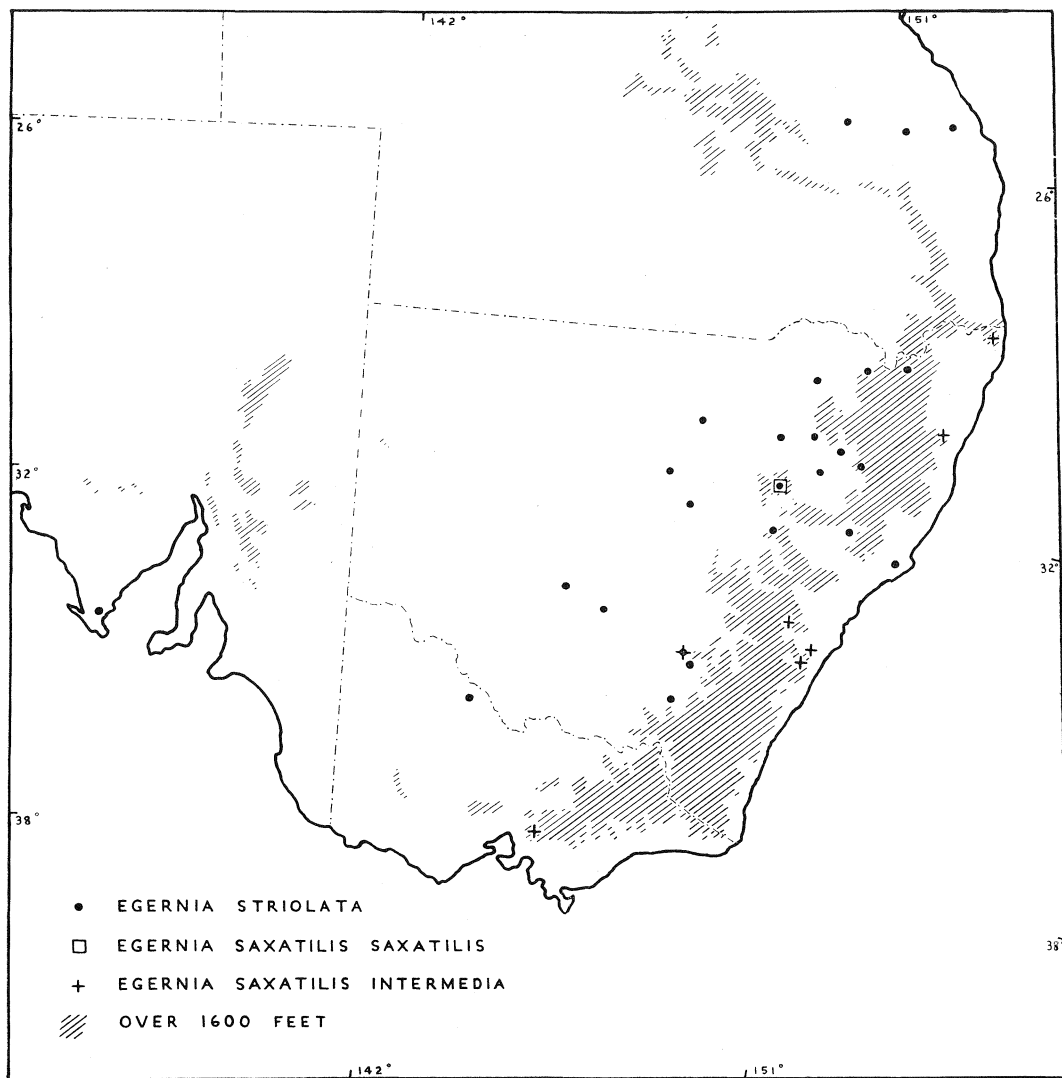 142°
151°
26°
26°
32°
32°
38°
EGERNIA STRIOLATA
EGERNIA SAXATILIS SAXATILIS
38°
EGERNIA SAXATILIS INTERMEDIA
OVER 1600 FEET
142°
151°